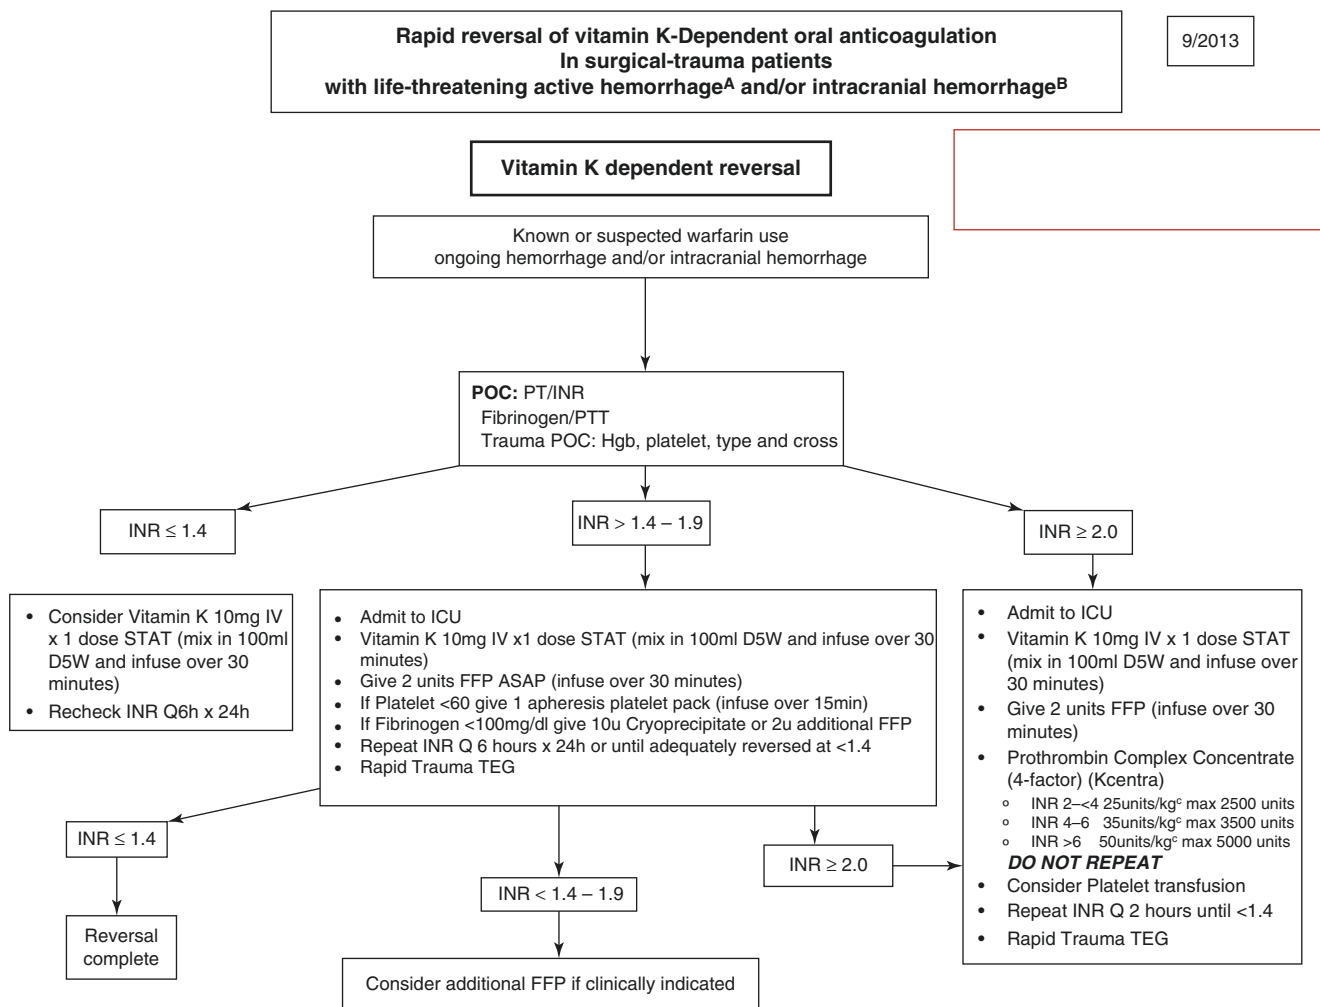 Rapid reversal of vitamin K-Dependent oral anticoagulation
In surgical-trauma patients
with life-threatening active hemorrhageᴬ and/or intracranial hemorrhageᴮ
9/2013
Vitamin K dependent reversal
Known or suspected warfarin use
ongoing hemorrhage and/or intracranial hemorrhage
POC: PT/INR
Fibrinogen/PTT
Trauma POC: Hgb, platelet, type and cross
INR ≤ 1.4
INR > 1.4 – 1.9
INR ≥ 2.0
• Consider Vitamin K 10mg IV
x 1 dose STAT (mix in 100ml
D5W and infuse over 30
minutes)
• Recheck INR Q6h x 24h
• Admit to ICU
• Vitamin K 10mg IV x1 dose STAT (mix in 100ml D5W and infuse over 30
minutes)
• Give 2 units FFP ASAP (infuse over 30 minutes)
• If Platelet <60 give 1 apheresis platelet pack (infuse over 15min)
• If Fibrinogen <100mg/dl give 10u Cryoprecipitate or 2u additional FFP
• Repeat INR Q 6 hours x 24h or until adequately reversed at <1.4
• Rapid Trauma TEG
• Admit to ICU
• Vitamin K 10mg IV x 1 dose STAT
(mix in 100ml D5W and infuse over
30 minutes)
• Give 2 units FFP (infuse over 30
minutes)
• Prothrombin Complex Concentrate
(4-factor) (Kcentra)
o INR 2–<4 25units/kgᶜ max 2500 units
o INR 4–6 35units/kgᶜ max 3500 units
o INR >6 50units/kgᶜ max 5000 units
DO NOT REPEAT
• Consider Platelet transfusion
• Repeat INR Q 2 hours until <1.4
• Rapid Trauma TEG
INR ≤ 1.4
INR < 1.4 – 1.9
INR ≥ 2.0
Reversal
complete
Consider additional FFP if clinically indicated